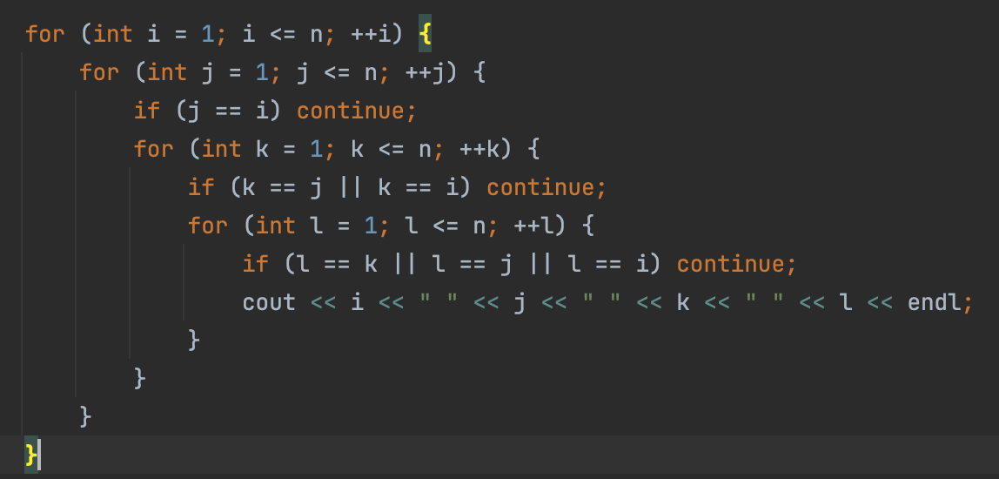 for (int i = 1; i <= n; ++i) {
    for (int j = 1; j <= n; ++j) {
        if (j == i) continue;
        for (int k = 1; k <= n; ++k) {
            if (k == j || k == i) continue;
            for (int l = 1; l <= n; ++l) {
                if (l == k || l == j || l == i) continue;
                cout << i << " " << j << " " << k << " " << l << endl;
            }
        }
    }
}